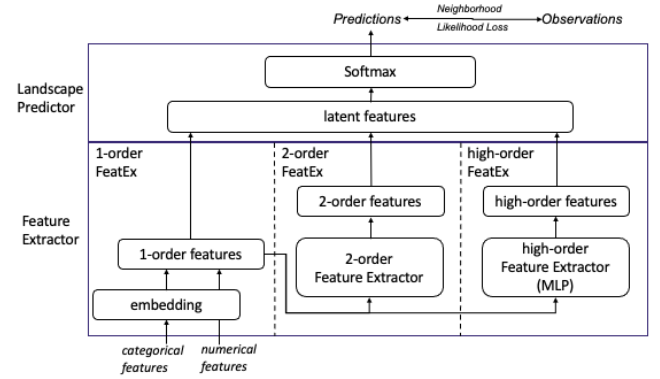 Predictions
Neighborhood
Likelihood Loss
Observations
Landscape
Predictor
Softmax
latent features
Feature
Extractor
1-order
FeatEx
2-order
FeatEx
high-order
FeatEx
2-order features
high-order features
1-order features
2-order
Feature Extractor
high-order
Feature Extractor
(MLP)
embedding
categorical
features
numerical
features